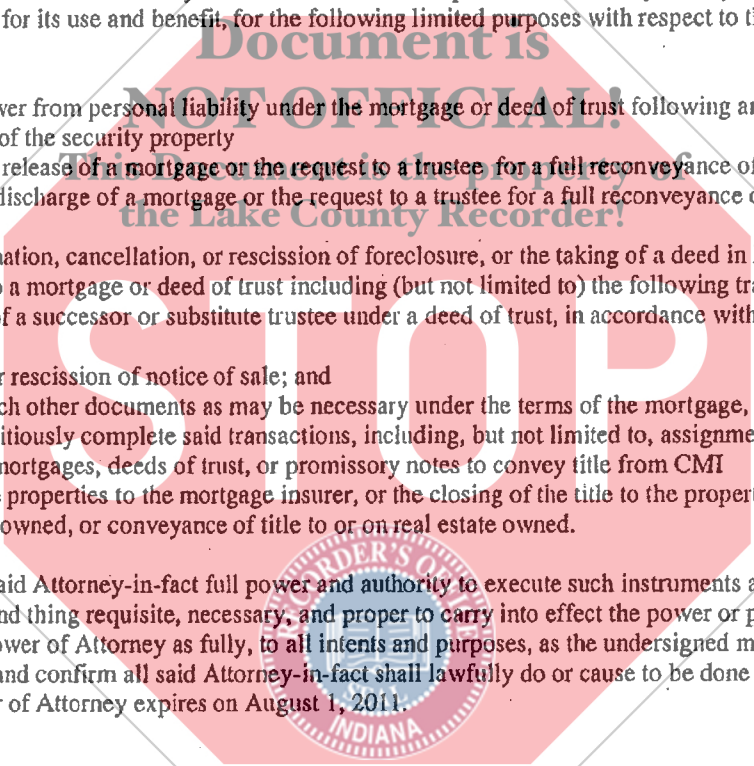 for its use and benefit, for the following limited purposes with respect to
Document is
NOT OFFICIAL!
ver from personal liability under the mortgage or deed of trust following
of the security property
This Document is the property of
release of a mortgage or the request to a trustee for a full reconveyance of
discharge of a mortgage or the request to a trustee for a full reconveyance
the Lake County Recorder!
ation, cancellation, or rescission of foreclosure, or the taking of a deed in
a mortgage or deed of trust including (but not limited to) the following
of a successor or substitute trustee under a deed of trust, in accordance with
STOP
r rescission of notice of sale; and
ch other documents as may be necessary under the terms of the mortgage,
itiously complete said transactions, including, but not limited to, assignme
mortgages, deeds of trust, or promissory notes to convey title from CMI
properties to the mortgage insurer, or the closing of the title to the propert
owned, or conveyance of title to or on real estate owned.
RECORDER'S OF THE
aid Attorney-in-fact full power and authority to execute such instruments
nd thing requisite, necessary, and proper to carry into effect the power or
ower of Attorney as fully, to all intents and purposes, as the undersigned
and confirm all said Attorney-in-fact shall lawfully do or cause to be done
of Attorney expires on August 1, 2011.
INDIANA